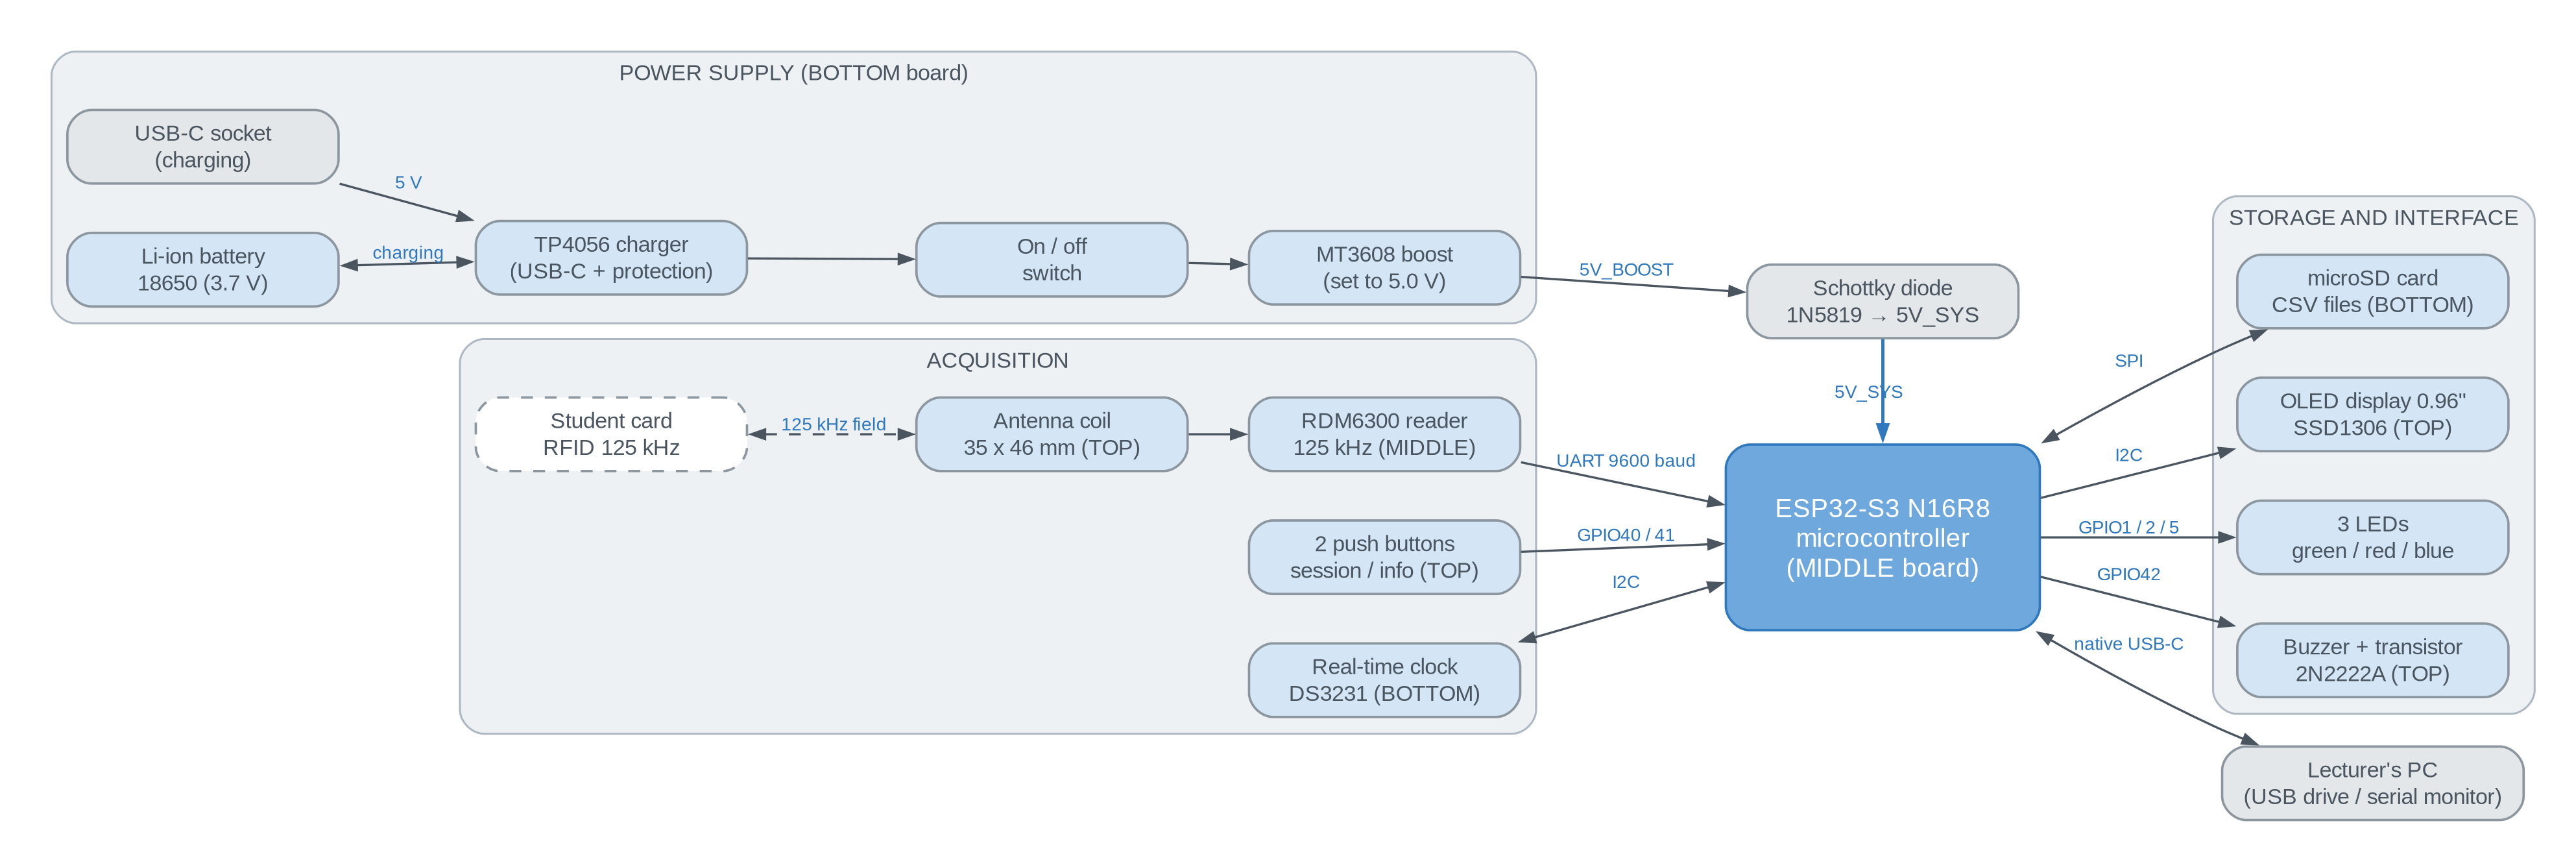 POWER SUPPLY (BOTTOM board)
USB-C socket
(charging)
5 V
Li-ion battery
18650 (3.7 V)
charging
TP4056 charger
(USB-C + protection)
On / off
switch
MT3608 boost
(set to 5.0 V)
5V_BOOST
Schottky diode
1N5819 → 5V_SYS
5V_SYS
ACQUISITION
Student card
RFID 125 kHz
125 kHz field
Antenna coil
35 x 46 mm (TOP)
RDM6300 reader
125 kHz (MIDDLE)
UART 9600 baud
2 push buttons
session / info (TOP)
GPIO40 / 41
Real-time clock
DS3231 (BOTTOM)
I2C
ESP32-S3 N16R8
microcontroller
(MIDDLE board)
STORAGE AND INTERFACE
SPI
microSD card
CSV files (BOTTOM)
I2C
OLED display 0.96"
SSD1306 (TOP)
GPIO1 / 2 / 5
3 LEDs
green / red / blue
GPIO42
Buzzer + transistor
2N2222A (TOP)
native USB-C
Lecturer's PC
(USB drive / serial monitor)